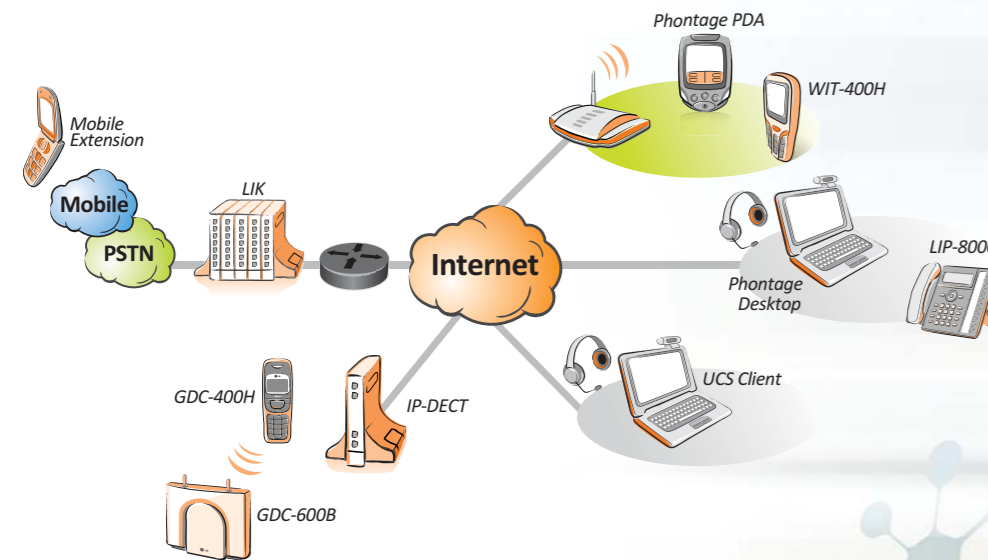 Phontage PDA
WIT-400H
Mobile
Extension
LIK
Mobile
PSTN
Internet
LIP-800
Phontage
Desktop
GDC-400H
IP-DECT
UCS Client
GDC-600B